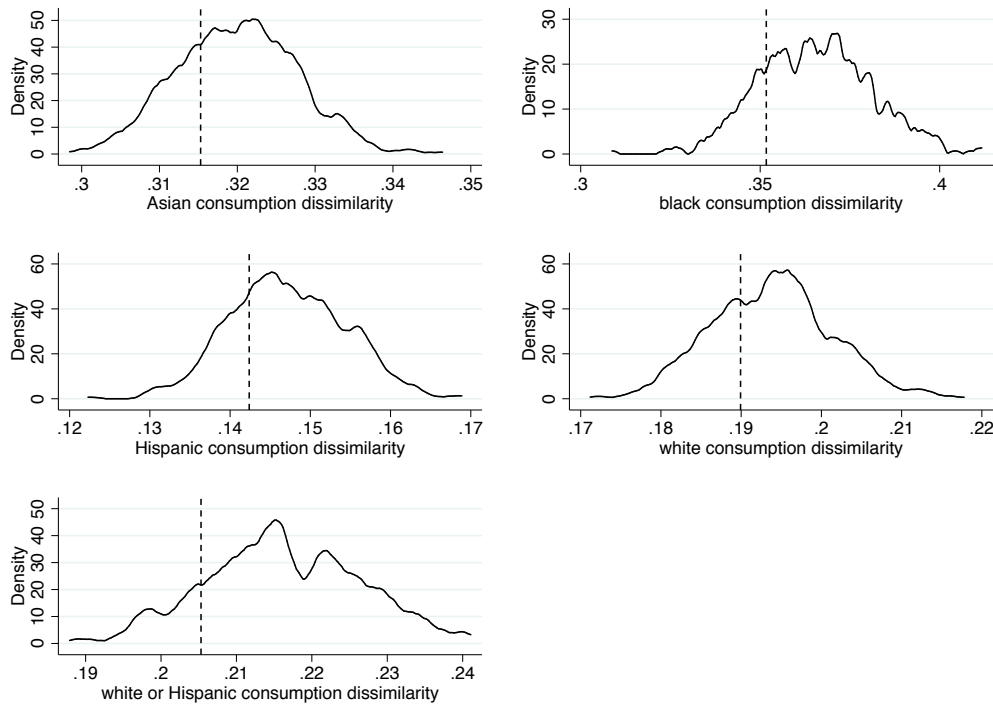 Density
0 10 20 30 40 50
.3 .31 .32 .33 .34 .35
Asian consumption dissimilarity
Density
0 10 20 30
.3 .35 .4
black consumption dissimilarity
Density
0 20 40 60
.12 .13 .14 .15 .16 .17
Hispanic consumption dissimilarity
Density
0 20 40 60
.17 .18 .19 .2 .21 .22
white consumption dissimilarity
Density
0 10 20 30 40 50
.19 .2 .21 .22 .23 .24
white or Hispanic consumption dissimilarity